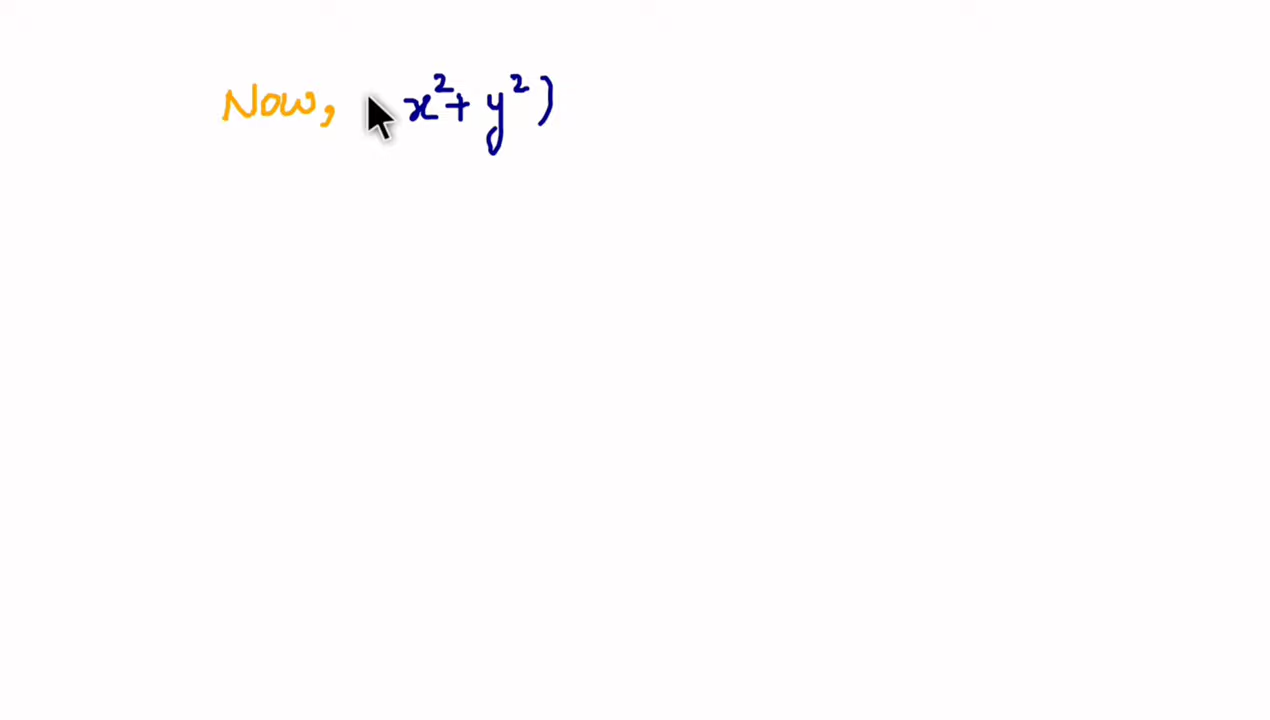 Now, x² + y² )